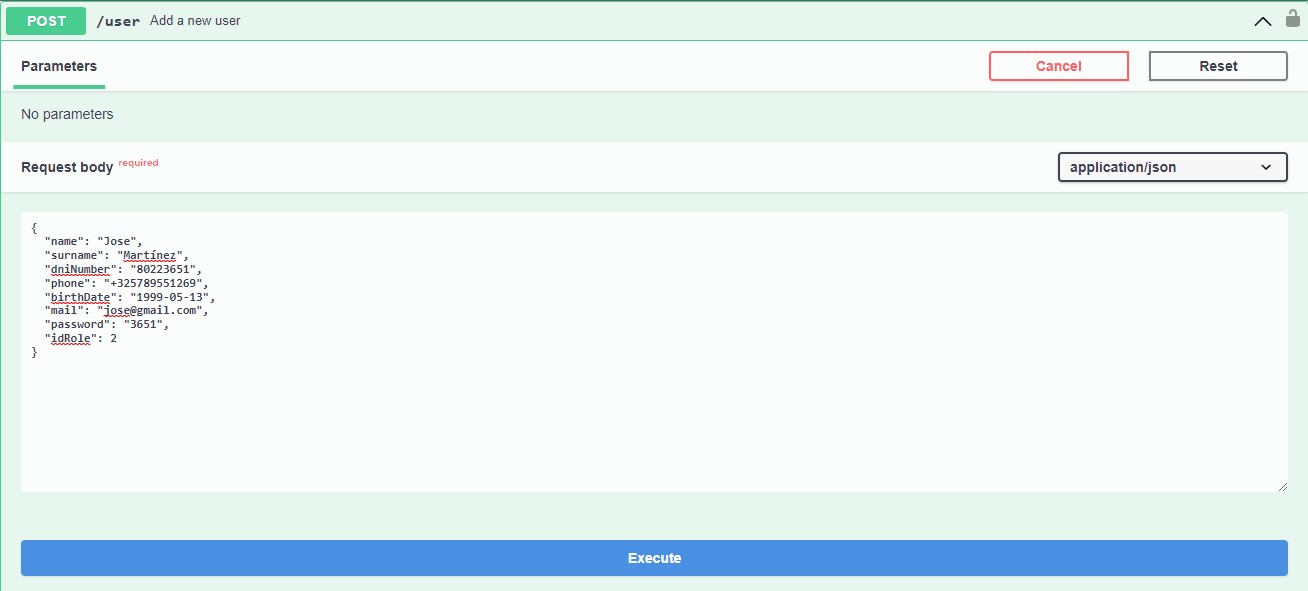 POST /user Add a new user
Parameters
Cancel
Reset
No parameters
Request body required
application/json
{
  "name": "Jose",
  "surname": "Martínez",
  "dniNumber": "80223651",
  "phone": "+325789551269",
  "birthDate": "1999-05-13",
  "mail": "jose@gmail.com",
  "password": "3651",
  "idRole": 2
}
Execute